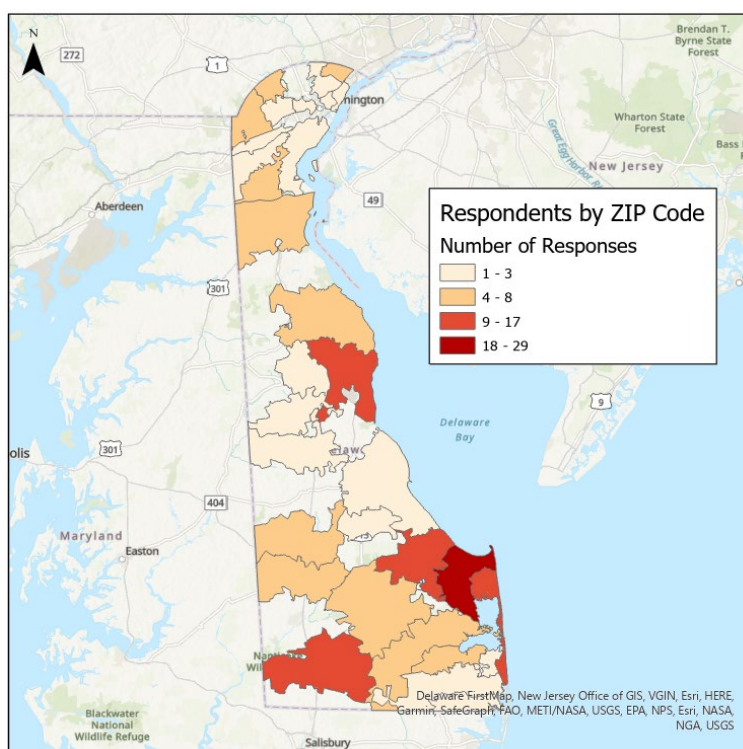 N
272
1
Brendan T.
Byrne State
Forest
nington
Wharton State
Forest
Bass
Great Egg Harbor
New Jersey
49
Aberdeen
Respondents by ZIP Code
Number of Responses
1 - 3
4 - 8
9 - 17
18 - 29
301
9
Delaware
Bay
301
olis
elaw
404
Maryland
Easton
Blackwater
National
Wildlife Refuge
Salisbury
Delaware FirstMap, New Jersey Office of GIS, VGIN, Esri, HERE,
Garmin, SafeGraph, FAO, METI/NASA, USGS, EPA, NPS, Esri, NASA,
NGA, USGS